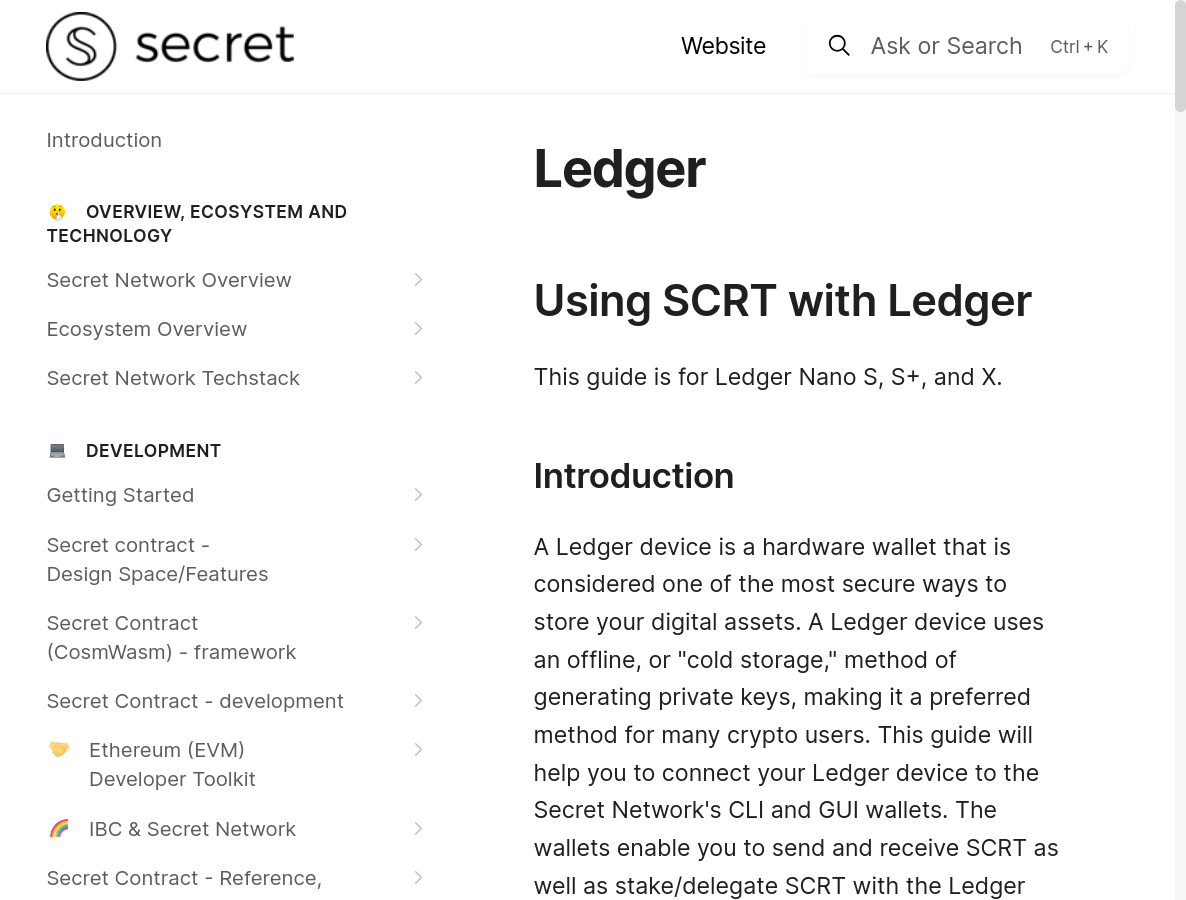 secret
Website
Ask or Search
Ctrl + K
Introduction
OVERVIEW, ECOSYSTEM AND
TECHNOLOGY
Secret Network Overview
Ecosystem Overview
Secret Network Techstack
DEVELOPMENT
Getting Started
Secret contract -
Design Space/Features
Secret Contract
(CosmWasm) - framework
Secret Contract - development
Ethereum (EVM)
Developer Toolkit
IBC & Secret Network
Secret Contract - Reference,
Ledger
Using SCRT with Ledger
This guide is for Ledger Nano S, S+, and X.
Introduction
A Ledger device is a hardware wallet that is
considered one of the most secure ways to
store your digital assets. A Ledger device uses
an offline, or "cold storage," method of
generating private keys, making it a preferred
method for many crypto users. This guide will
help you to connect your Ledger device to the
Secret Network's CLI and GUI wallets. The
wallets enable you to send and receive SCRT as
well as stake/delegate SCRT with the Ledger